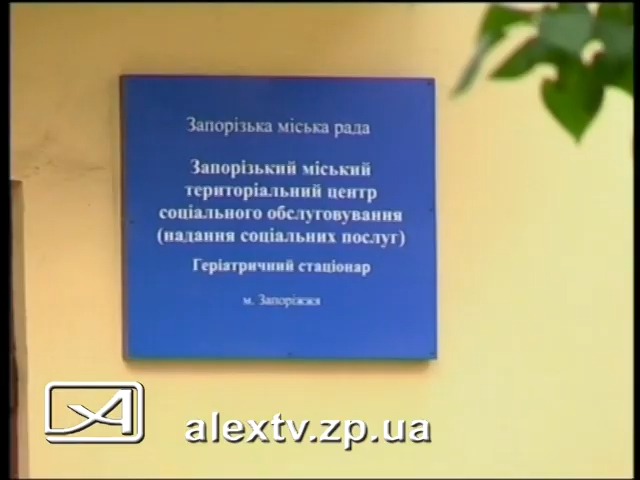 Запорізька міська рада
Запорізький міський
територіальний центр
соціального обслуговування
(надання соціальних послуг)
Геріатричний стаціонар
м. Запоріжжя
alextv.zp.ua